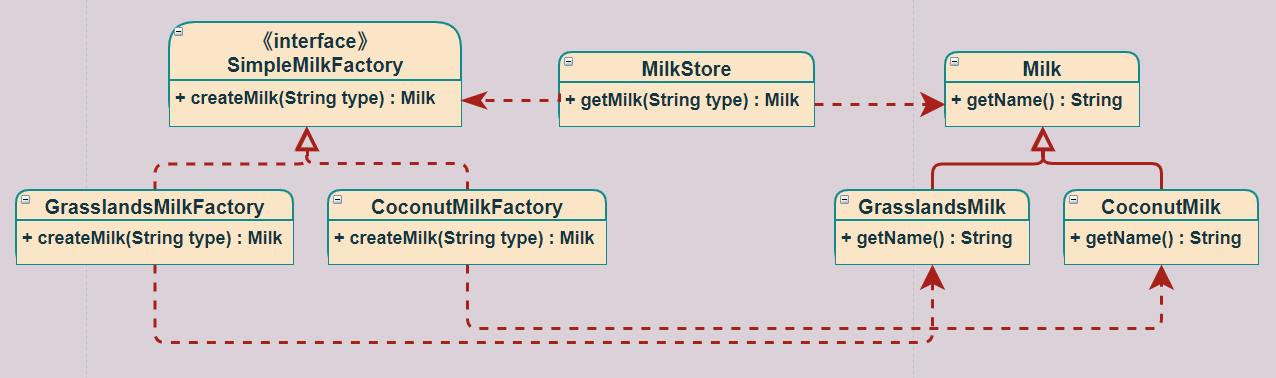 《interface》
SimpleMilkFactory
+ createMilk(String type) : Milk
MilkStore
+ getMilk(String type) : Milk
Milk
+ getName() : String
GrasslandsMilkFactory
+ createMilk(String type) : Milk
CoconutMilkFactory
+ createMilk(String type) : Milk
GrasslandsMilk
+ getName() : String
CoconutMilk
+ getName() : String